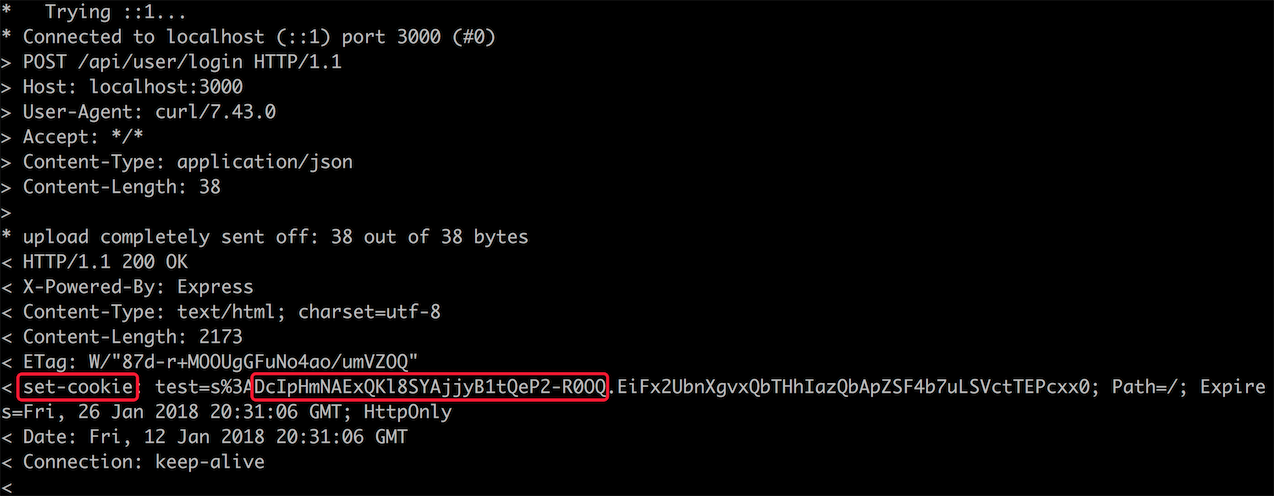 *   Trying ::1...
* Connected to localhost (::1) port 3000 (#0)
> POST /api/user/login HTTP/1.1
> Host: localhost:3000
> User-Agent: curl/7.43.0
> Accept: */*
> Content-Type: application/json
> Content-Length: 38
>
* upload completely sent off: 38 out of 38 bytes
< HTTP/1.1 200 OK
< X-Powered-By: Express
< Content-Type: text/html; charset=utf-8
< Content-Length: 2173
< ETag: W/"87d-r+MOOUgGFuNo4ao/umVZOQ"
< set-cookie: test=s%3ADcIpHmNAExQKl8SYAjjyB1tQeP2-R0OQ.EiFx2UbnXgvxQbTHhIazQbApZSF4b7uLSVctTEPcxx0; Path=/; Expire
s=Fri, 26 Jan 2018 20:31:06 GMT; HttpOnly
< Date: Fri, 12 Jan 2018 20:31:06 GMT
< Connection: keep-alive
<